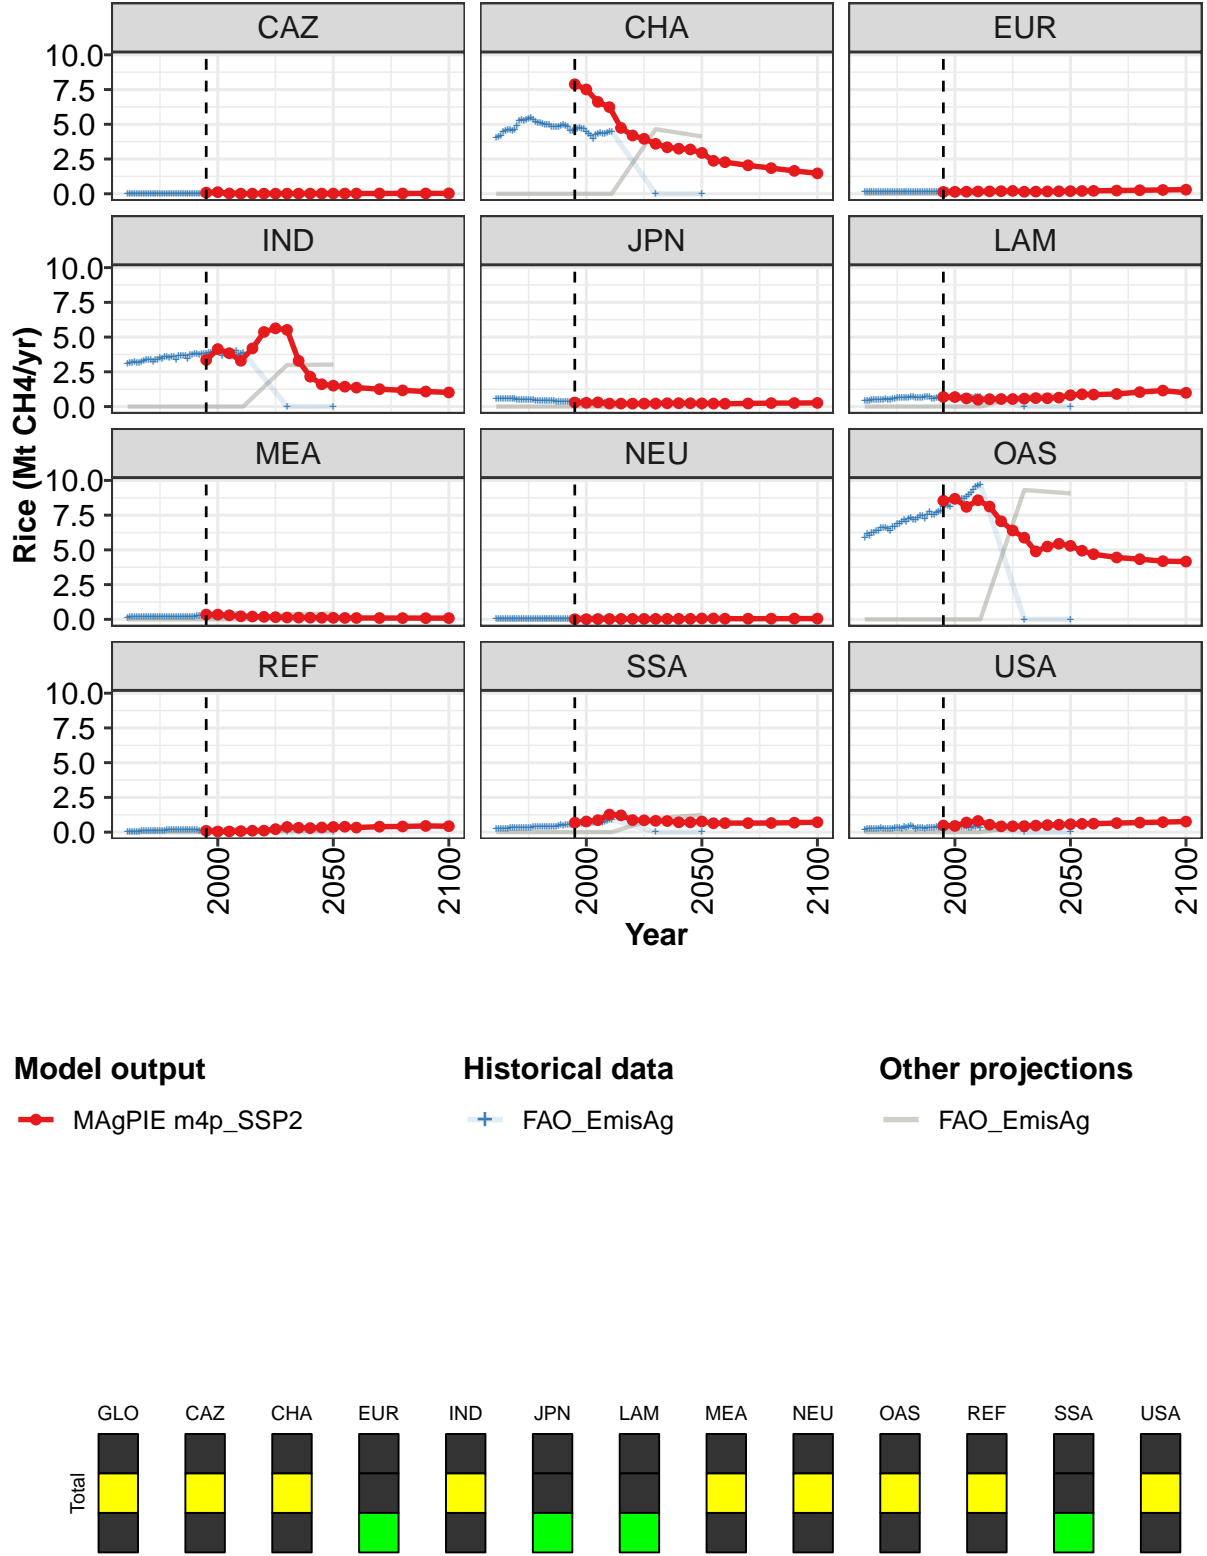 CAZ CHA EUR
10.0
7.5
5.0
2.5
0.0
IND JPN LAM
10.0
7.5
5.0
2.5
0.0
MEA NEU OAS
10.0
7.5
5.0
2.5
0.0
REF SSA USA
10.0
7.5
5.0
2.5
0.0
Rice (Mt CH4/yr)
2000 2050 2100 2000 2050 2100 2000 2050 2100
Year
Model output Historical data Other projections
MAgPIE m4p_SSP2 FAO_EmisAg FAO_EmisAg
GLO CAZ CHA EUR IND JPN LAM MEA NEU OAS REF SSA USA
Total